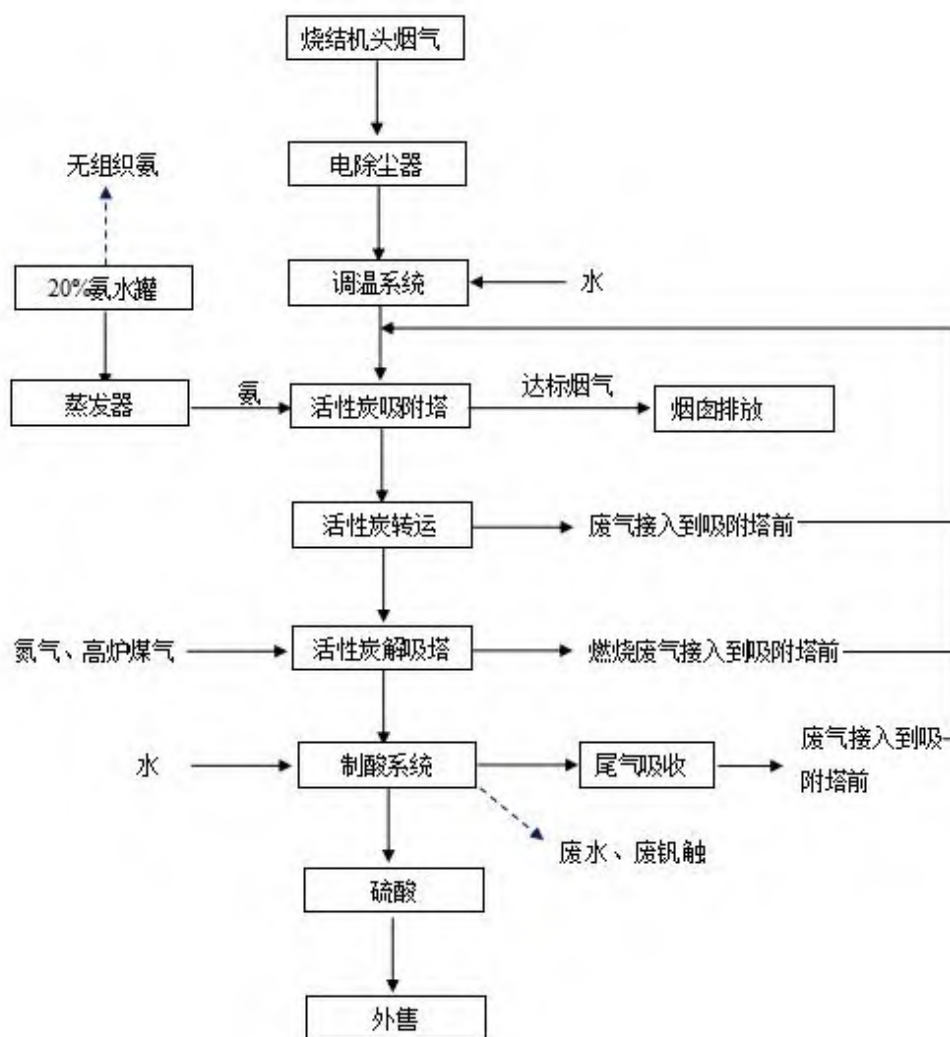 烧结机头烟气
无组织氨
电除尘器
20%氨水罐
调温系统
水
蒸发器
氨
活性炭吸附塔
达标烟气
烟囱排放
活性炭转运
废气接入到吸附塔前
氮气、高炉煤气
活性炭解吸塔
燃烧废气接入到吸附塔前
水
制酸系统
尾气吸收
废气接入到吸
附塔前
废水、废钒触
硫酸
外售